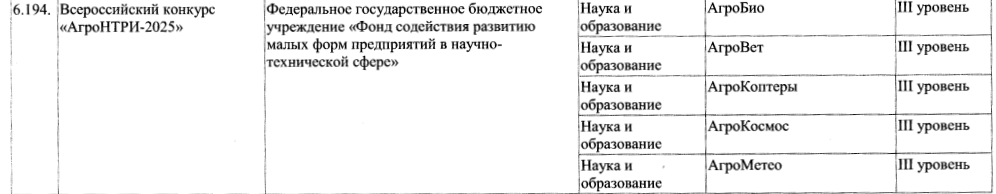 6.194. Всероссийский конкурс «АгроНТРИ-2025» Федеральное государственное бюджетное учреждение «Фонд содействия развитию малых форм предприятий в научно-технической сфере» Наука и образование АгроБио III уровень
Наука и образование АгроВет III уровень
Наука и образование АгроКоптеры III уровень
Наука и образование АгроКосмос III уровень
Наука и образование АгроМетео III уровень